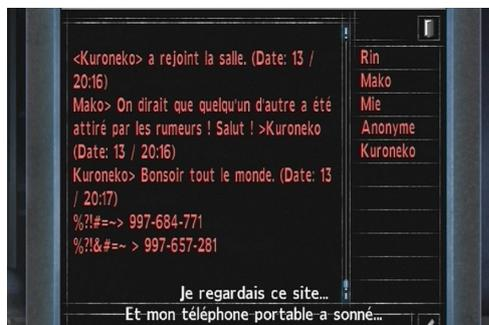 <Kuroneko> a rejoint la salle. (Date: 13 /
20:16)
Mako> On dirait que quelqu'un d'autre a été
attiré par les rumeurs ! Salut ! >Kuroneko
(Date: 13 / 20:16)
Kuroneko> Bonsoir tout le monde. (Date: 13
/ 20:17)
%?!#=~> 997-684-771
%?!&#=~ > 997-657-281
Rin
Mako
Mie
Anonyme
Kuroneko
Je regardais ce site...
Et mon téléphone portable a sonné...